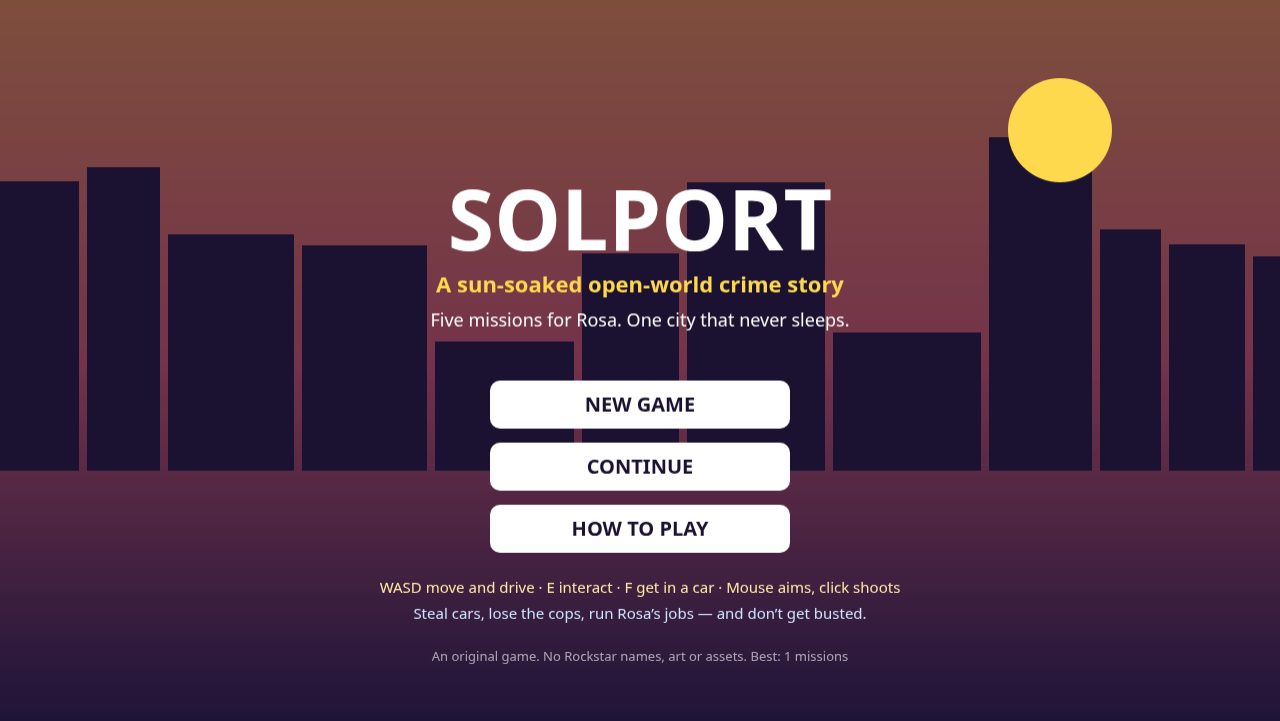 SOLPORT
A sun-soaked open-world crime story
Five missions for Rosa. One city that never sleeps.
NEW GAME
CONTINUE
HOW TO PLAY
WASD move and drive · E interact · F get in a car · Mouse aims, click shoots
Steal cars, lose the cops, run Rosa’s jobs — and don’t get busted.
An original game. No Rockstar names, art or assets. Best: 1 missions